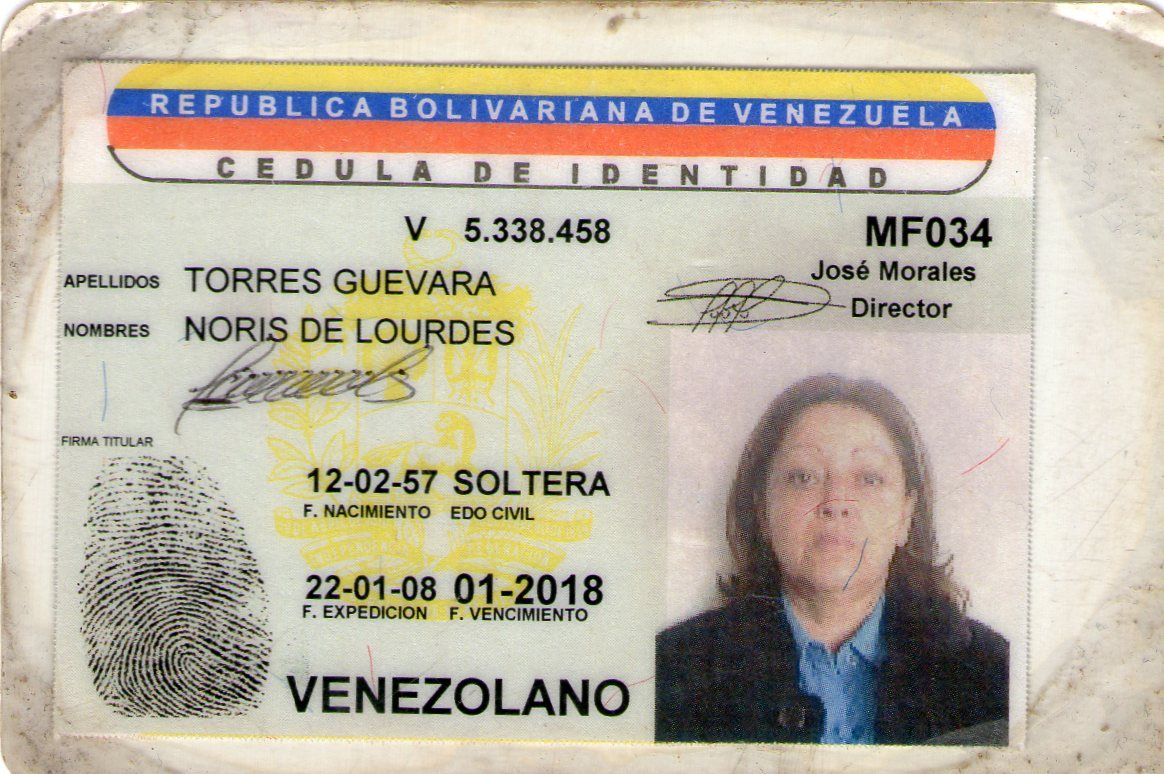 REPUBLICA BOLIVARIANA DE VENEZUELA
CEDULA DE IDENTIDAD
V 5.338.458
MF034
José Morales
Director
APELLIDOS TORRES GUEVARA
NOMBRES NORIS DE LOURDES
FIRMA TITULAR
12-02-57 SOLTERA
F. NACIMIENTO EDO CIVIL
22-01-08 01-2018
F. EXPEDICION F. VENCIMIENTO
VENEZOLANO